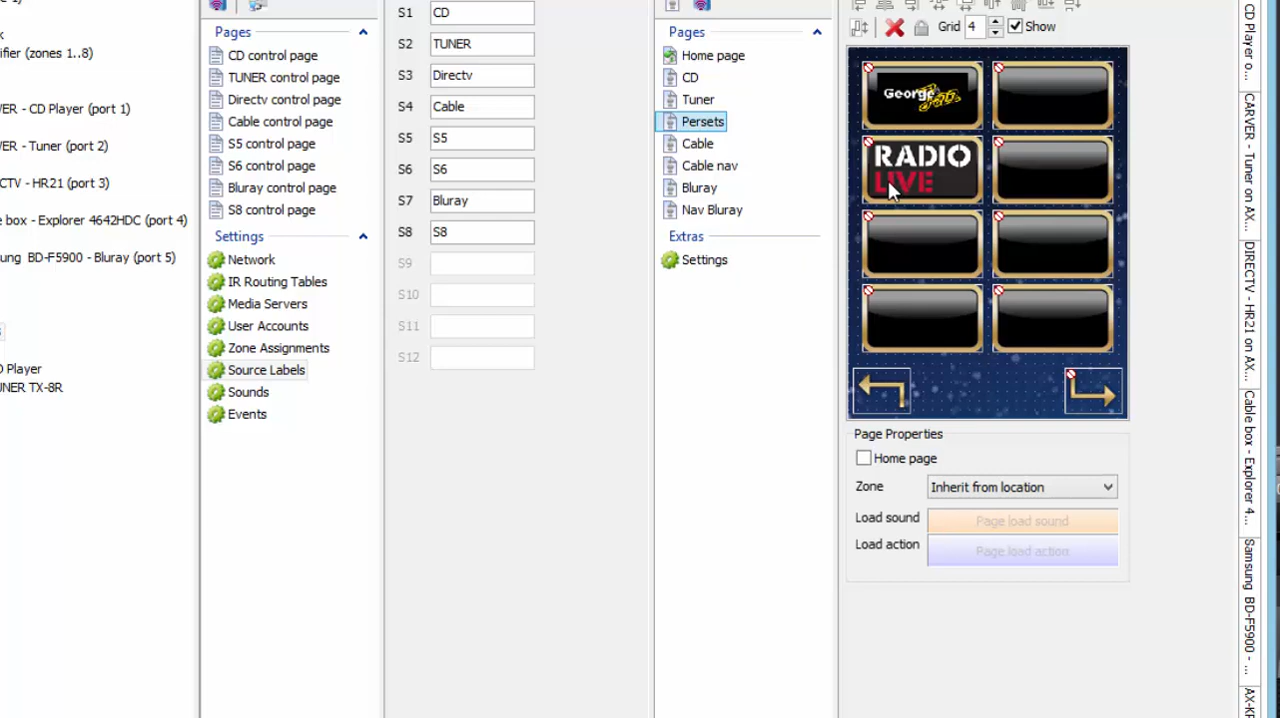 ifier (zones 1..8)
VER - CD Player (port 1)
ER - Tuner (port 2)
CTV - HR21 (port 3)
e box - Explorer 4642HDC (port 4)
ung BD-F5900 - Bluray (port 5)
D Player
UNER TX-8R
Pages
CD control page
TUNER control page
Directv control page
Cable control page
S5 control page
S6 control page
Bluray control page
S8 control page
Settings
Network
IR Routing Tables
Media Servers
User Accounts
Zone Assignments
Source Labels
Sounds
Events
S1 CD
S2 TUNER
S3 Directv
S4 Cable
S5 S5
S6 S6
S7 Bluray
S8 S8
S9
S10
S11
S12
Pages
Home page
CD
Tuner
Persets
Cable
Cable nav
Bluray
Nav Bluray
Extras
Settings
Grid 4 Show
George
RADIO
LIVE
Page Properties
Home page
Zone Inherit from location
Load sound Page load sound
Load action Page load action
CD Player o...
CARVER - Tuner on AX...
DIRECTV - HR21 on AX...
Cable box - Explorer 4...
Samsung BD-F5900 - ...